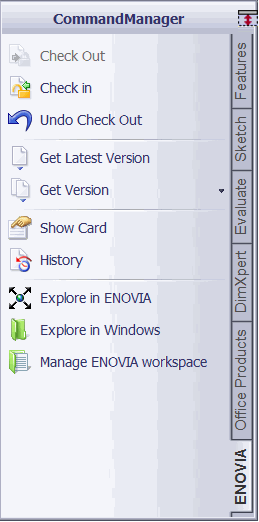 CommandManager
Check Out
Check in
Undo Check Out
Get Latest Version
Get Version
Show Card
History
Explore in ENOVIA
Explore in Windows
Manage ENOVIA workspace
Features
Sketch
Evaluate
DimXpert
Office Products
ENOVIA